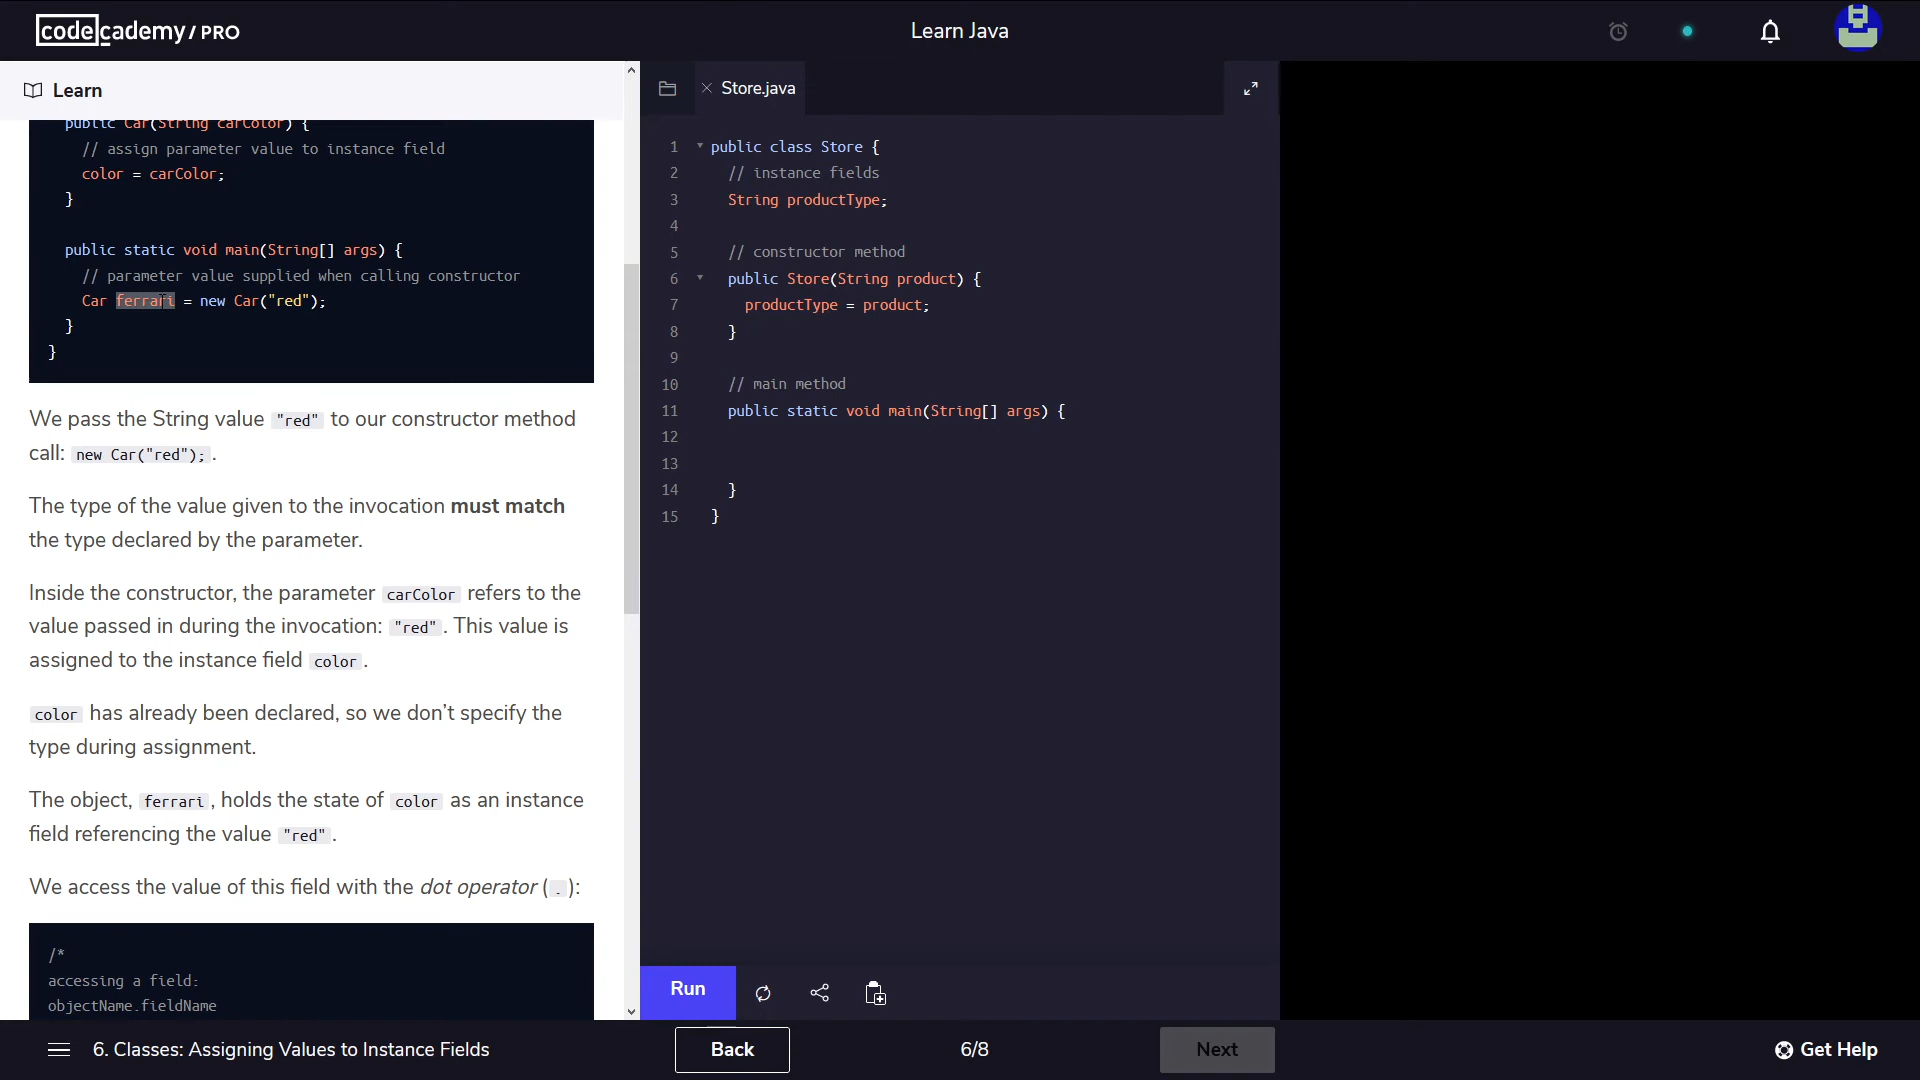 codecademy/PRO
Learn Java
Learn
public Car(String carColor) {
// assign parameter value to instance field
color = carColor;
}
public static void main(String[] args) {
// parameter value supplied when calling constructor
Car ferrari = new Car("red");
}
}
We pass the String value "red" to our constructor method
call: new Car("red"); .
The type of the value given to the invocation must match
the type declared by the parameter.
Inside the constructor, the parameter carColor refers to the
value passed in during the invocation: "red" . This value is
assigned to the instance field color .
color has already been declared, so we don’t specify the
type during assignment.
The object, ferrari , holds the state of color as an instance
field referencing the value "red" .
We access the value of this field with the dot operator ( . ):
/*
accessing a field:
objectName.fieldName
Store.java
1 public class Store {
2 // instance fields
3 String productType;
4
5 // constructor method
6 public Store(String product) {
7 productType = product;
8 }
9
10 // main method
11 public static void main(String[] args) {
12
13
14 }
15 }
Run
6. Classes: Assigning Values to Instance Fields
Back
6/8
Next
Get Help